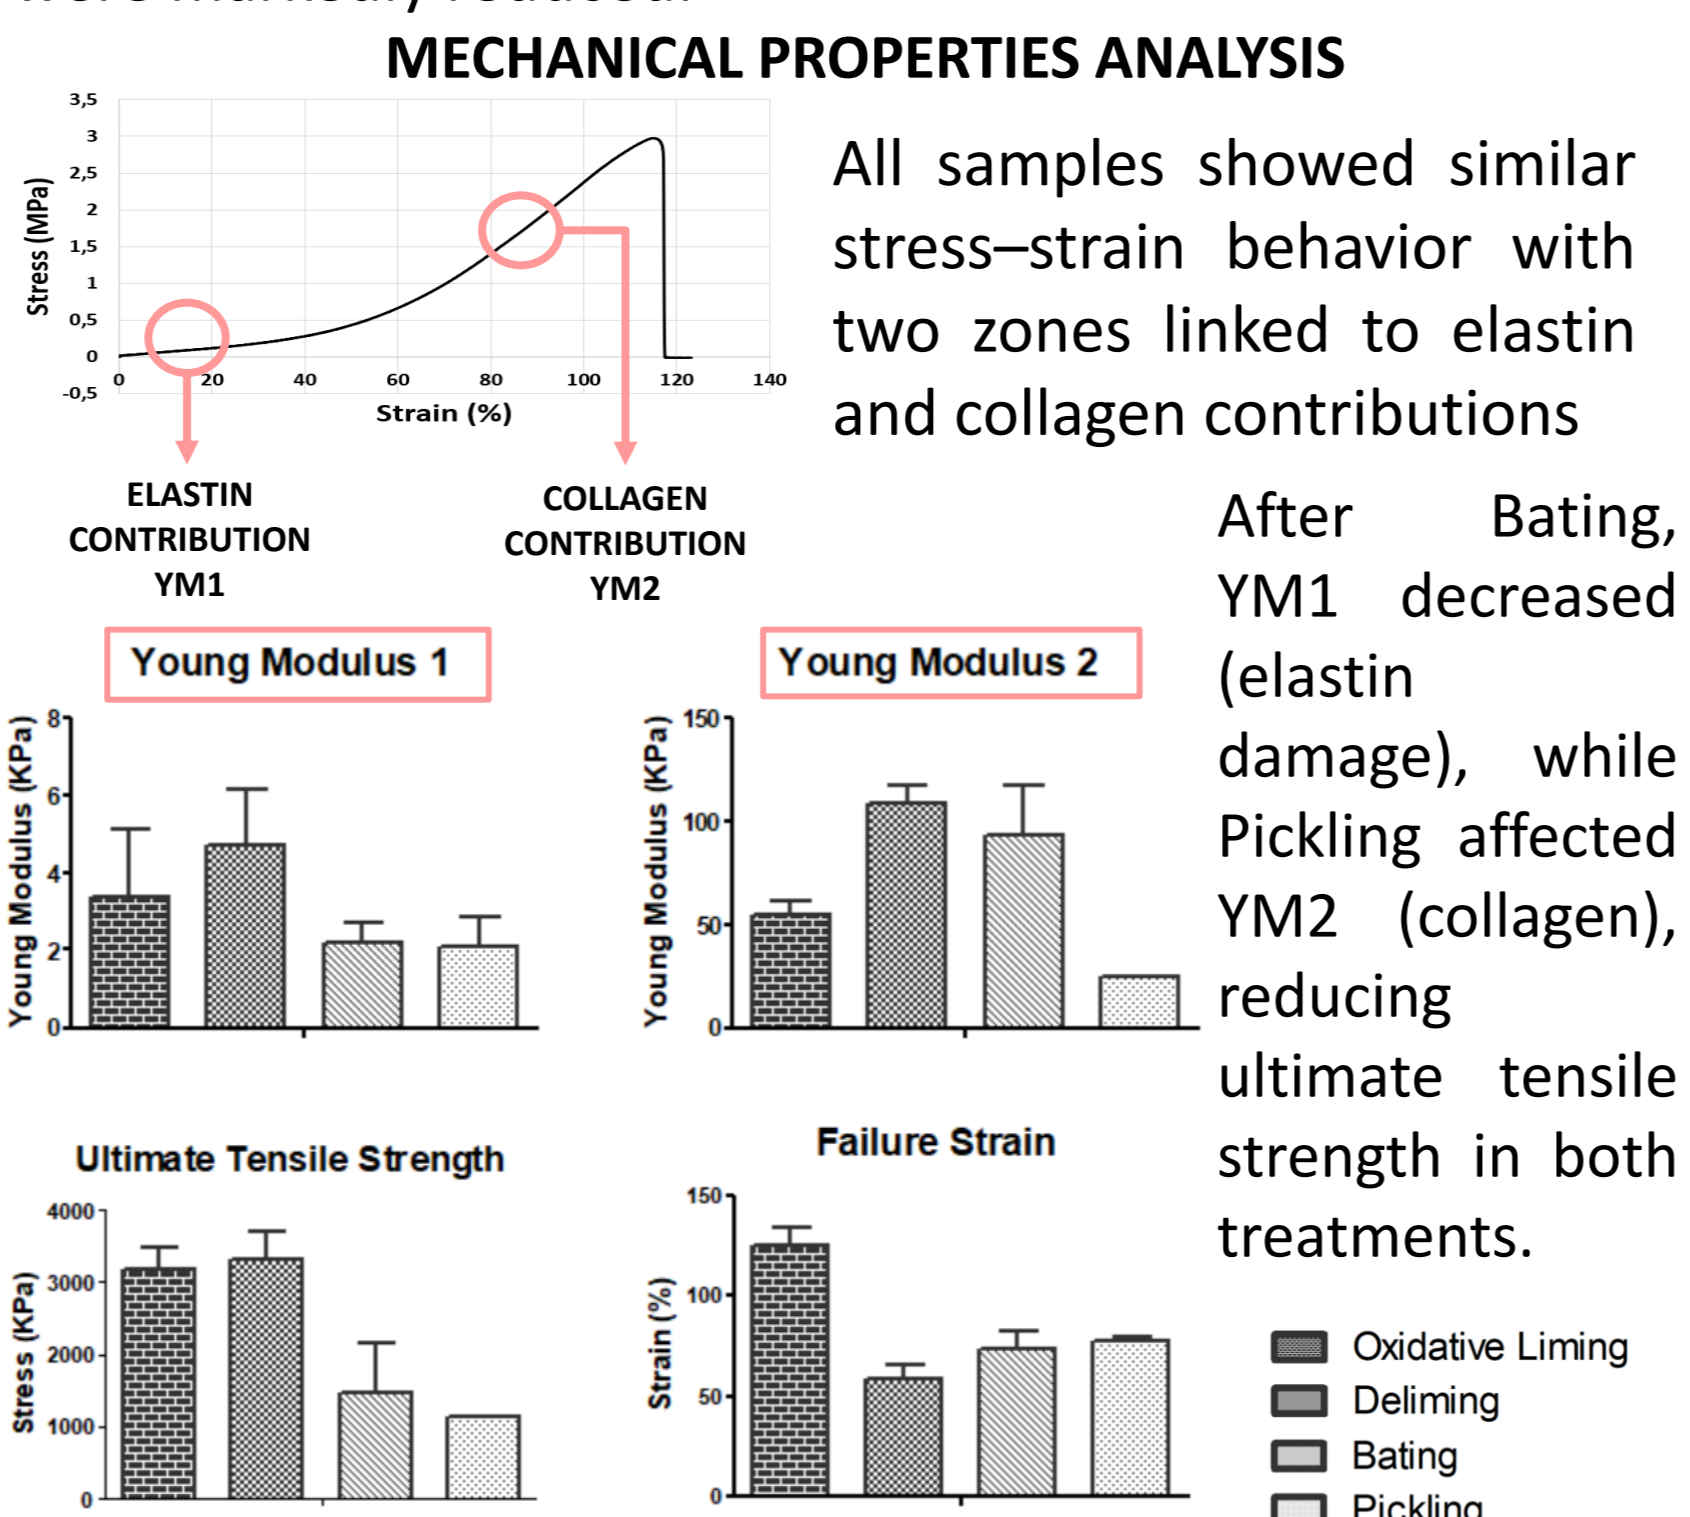 were markedly reduced.
MECHANICAL PROPERTIES ANALYSIS
3,5
3
2,5
2
1,5
1
0,5
0
-0,5
Stress (MPa)
0 20 40 60 80 100 120 140
Strain (%)
All samples showed similar
stress–strain behavior with
two zones linked to elastin
and collagen contributions
ELASTIN
CONTRIBUTION
YM1
COLLAGEN
CONTRIBUTION
YM2
After Bating,
YM1 decreased
(elastin
damage), while
Pickling affected
YM2 (collagen),
reducing
ultimate tensile
strength in both
treatments.
Young Modulus 1
Young Modulus (KPa)
8
6
4
2
0
Young Modulus 2
Young Modulus (KPa)
150
100
50
0
Ultimate Tensile Strength
Stress (KPa)
4000
3000
2000
1000
0
Failure Strain
Strain (%)
150
100
50
0
Oxidative Liming
Deliming
Bating
Pickling